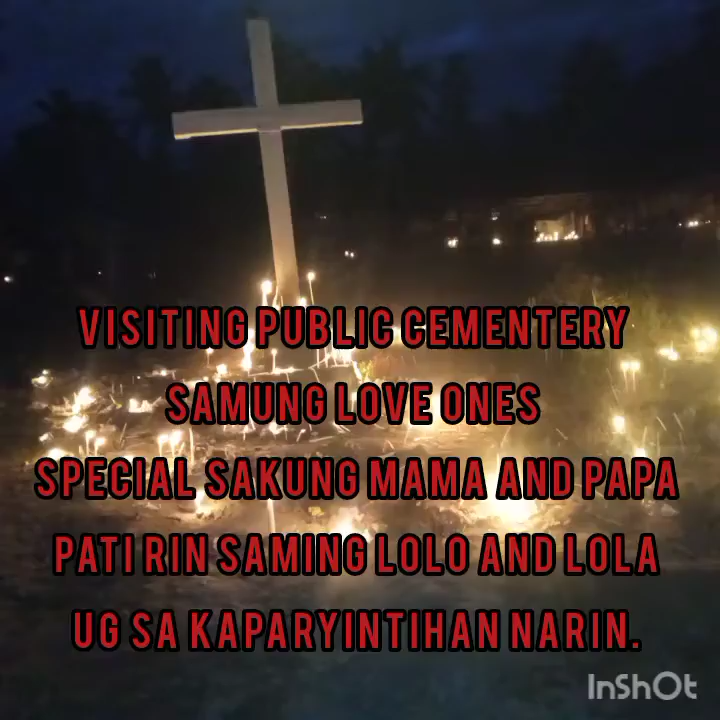 VISITING PUBLIC CEMENTERY
SAMUNG LOVE ONES
SPECIAL SAKUNG MAMA AND PAPA
PATI RIN SAMING LOLO AND LOLA
UG SA KAPARYINTIHAN NARIN.
InShOt